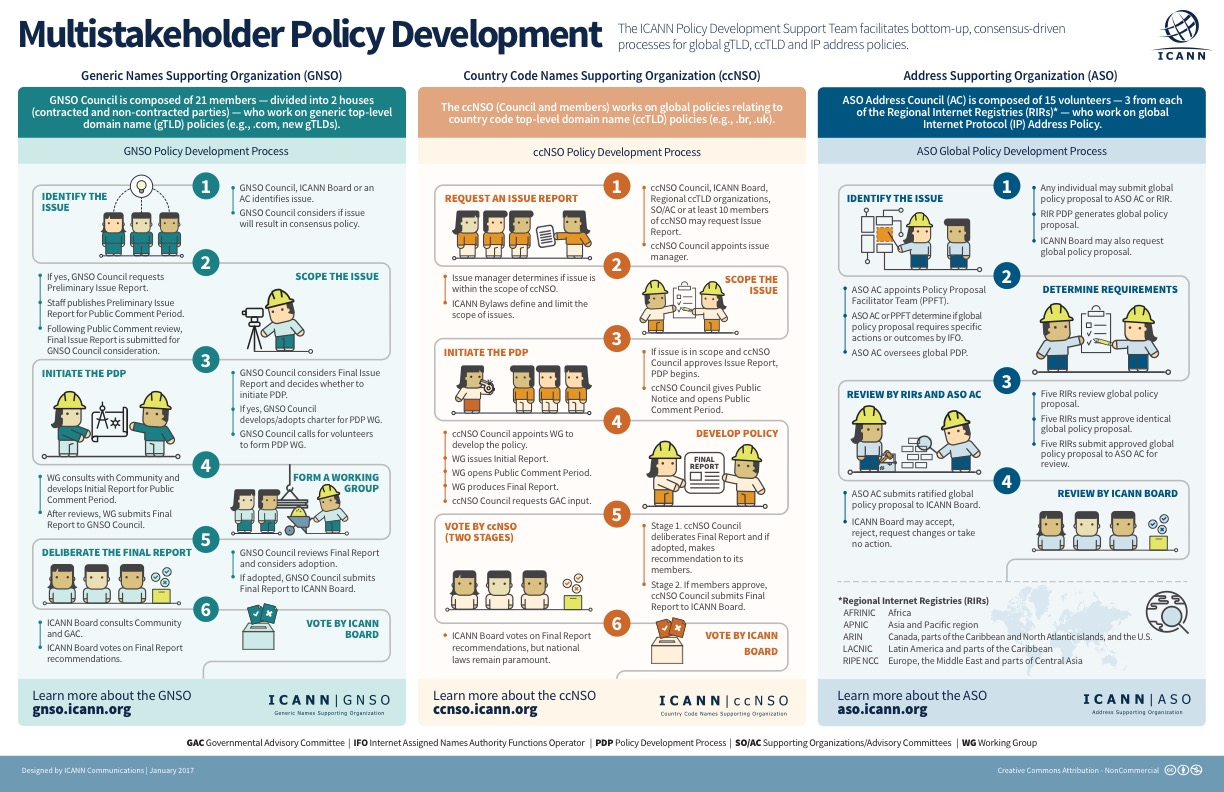 Multistakeholder Policy Development
The ICANN Policy Development Support Team facilitates bottom-up, consensus-driven
processes for global gTLD, ccTLD and IP address policies.
ICANN
Generic Names Supporting Organization (GNSO)
GNSO Council is composed of 21 members — divided into 2 houses
(contracted and non-contracted parties) — who work on generic top-level
domain name (gTLD) policies (e.g., .com, new gTLDs).
GNSO Policy Development Process
1
IDENTIFY THE
ISSUE
GNSO Council, ICANN Board or an
AC identifies issue.
GNSO Council considers if issue
will result in consensus policy.
2
SCOPE THE ISSUE
If yes, GNSO Council requests
Preliminary Issue Report.
Staff publishes Preliminary Issue
Report for Public Comment Period.
Following Public Comment review,
Final Issue Report is submitted for
GNSO Council consideration.
3
INITIATE THE PDP
GNSO Council considers Final Issue
Report and decides whether to
initiate PDP.
If yes, GNSO Council
develops/adopts charter for PDP WG.
GNSO Council calls for volunteers
to form PDP WG.
4
FORM A WORKING
GROUP
WG consults with Community and
develops Initial Report for Public
Comment Period.
After reviews, WG submits Final
Report to GNSO Council.
5
DELIBERATE THE FINAL REPORT
GNSO Council reviews Final Report
and considers adoption.
If adopted, GNSO Council submits
Final Report to ICANN Board.
6
VOTE BY ICANN
BOARD
ICANN Board consults Community
and GAC.
ICANN Board votes on Final Report
recommendations.
Learn more about the GNSO
gnso.icann.org
ICANN | GNSO
Generic Names Supporting Organization
Country Code Names Supporting Organization (ccNSO)
The ccNSO (Council and members) works on global policies relating to
country code top-level domain name (ccTLD) policies (e.g., .br, .uk).
ccNSO Policy Development Process
1
REQUEST AN ISSUE REPORT
ccNSO Council, ICANN Board,
Regional ccTLD organizations,
SO/AC or at least 10 members
of ccNSO may request Issue
Report.
ccNSO Council appoints issue
manager.
2
SCOPE THE
ISSUE
Issue manager determines if issue is
within the scope of ccNSO.
ICANN Bylaws define and limit the
scope of issues.
3
INITIATE THE PDP
If issue is in scope and ccNSO
Council approves Issue Report,
PDP begins.
ccNSO Council gives Public
Notice and opens Public
Comment Period.
4
DEVELOP POLICY
FINAL
REPORT
ccNSO Council appoints WG to
develop the policy.
WG issues Initial Report.
WG opens Public Comment Period.
WG produces Final Report.
ccNSO Council requests GAC input.
5
VOTE BY ccNSO
(TWO STAGES)
Stage 1. ccNSO Council
deliberates Final Report and if
adopted, makes
recommendation to its
members.
Stage 2. If members approve,
ccNSO Council submits Final
Report to ICANN Board.
6
VOTE BY ICANN
BOARD
ICANN Board votes on Final Report
recommendations, but national
laws remain paramount.
Learn more about the ccNSO
ccnso.icann.org
ICANN | ccNSO
Country Code Names Supporting Organization
Address Supporting Organization (ASO)
ASO Address Council (AC) is composed of 15 volunteers — 3 from each
of the Regional Internet Registries (RIRs)* — who work on global
Internet Protocol (IP) Address Policy.
ASO Global Policy Development Process
1
IDENTIFY THE ISSUE
Any individual may submit global
policy proposal to ASO AC or RIR.
RIR PDP generates global policy
proposal.
ICANN Board may also request
global policy proposal.
2
DETERMINE REQUIREMENTS
ASO AC appoints Policy Proposal
Facilitator Team (PPFT).
ASO AC or PPFT determine if global
policy proposal requires specific
actions or outcomes by IFO.
ASO AC oversees global PDP.
3
REVIEW BY RIRs AND ASO AC
Five RIRs review global policy
proposal.
Five RIRs must approve identical
global policy proposal.
Five RIRs submit approved global
policy proposal to ASO AC for
review.
4
REVIEW BY ICANN BOARD
ASO AC submits ratified global
policy proposal to ICANN Board.
ICANN Board may accept,
reject, request changes or take
no action.
*Regional Internet Registries (RIRs)
AFRINIC Africa
APNIC Asia and Pacific region
ARIN Canada, parts of the Caribbean and North Atlantic islands, and the U.S.
LACNIC Latin America and parts of the Caribbean
RIPE NCC Europe, the Middle East and parts of Central Asia
Learn more about the ASO
aso.icann.org
ICANN | ASO
Address Supporting Organization
GAC Governmental Advisory Committee | IFO Internet Assigned Names Authority Functions Operator | PDP Policy Development Process | SO/AC Supporting Organizations/Advisory Committees | WG Working Group
Designed by ICANN Communications | January 2017
Creative Commons Attribution - NonCommercial